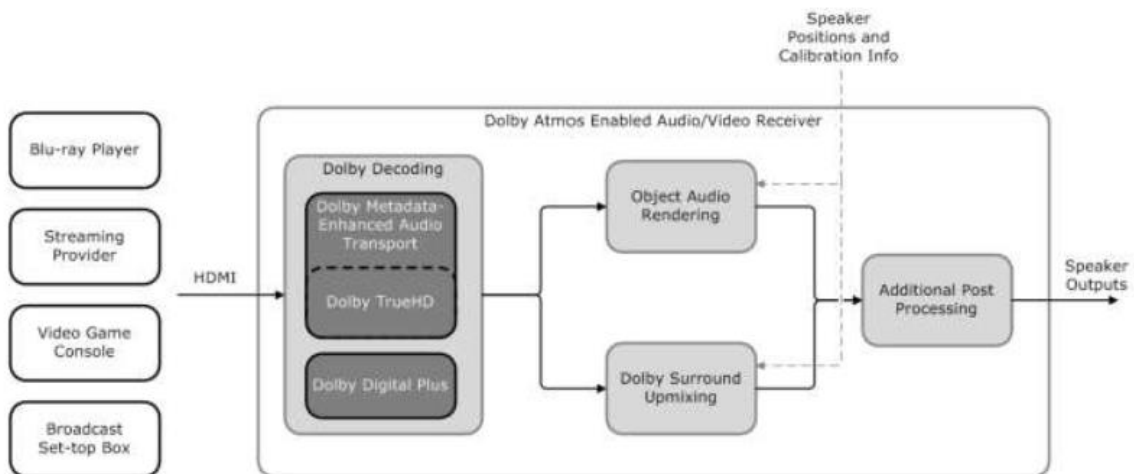 Speaker
Positions and
Calibration Info
Dolby Atmos Enabled Audio/Video Receiver
Blu-ray Player
Streaming
Provider
Video Game
Console
Broadcast
Set-top Box
HDMI
Dolby Decoding
Dolby Metadata-
Enhanced Audio
Transport
Dolby TrueHD
Dolby Digital Plus
Object Audio
Rendering
Dolby Surround
Upmixing
Additional Post
Processing
Speaker
Outputs